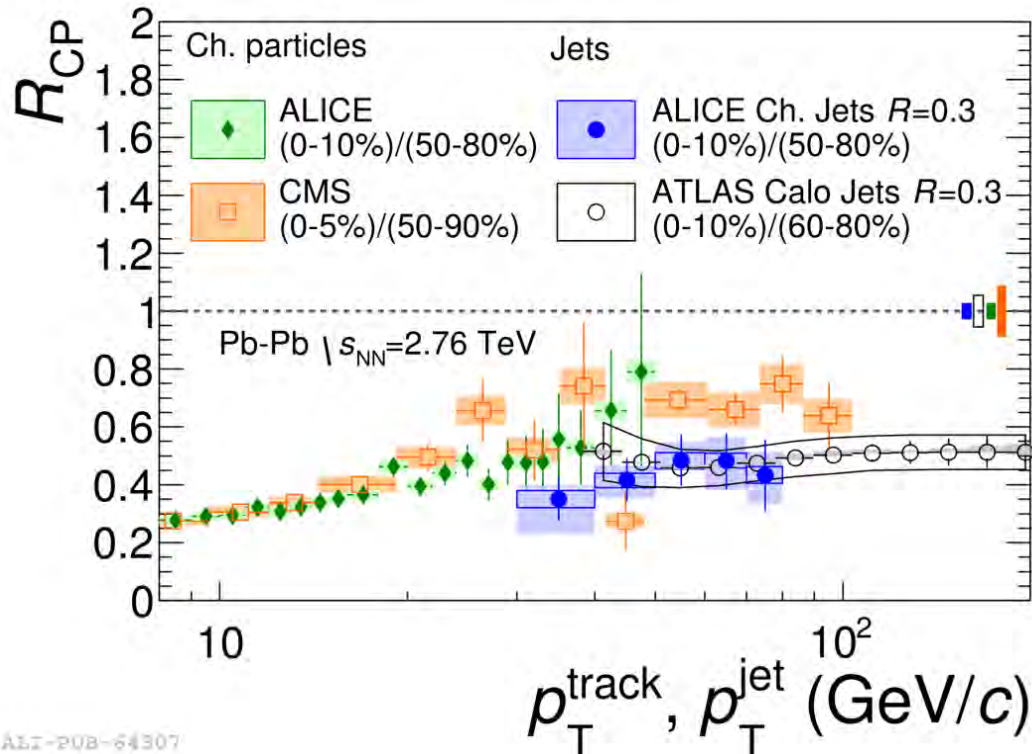 R_CP
2
1.8
1.6
1.4
1.2
1
0.8
0.6
0.4
0.2
0
Ch. particles
ALICE
(0-10%)/(50-80%)
CMS
(0-5%)/(50-90%)
Jets
ALICE Ch. Jets R=0.3
(0-10%)/(50-80%)
ATLAS Calo Jets R=0.3
(0-10%)/(60-80%)
Pb-Pb \ s_NN=2.76 TeV
10
10²
p_T^track, p_T^jet (GeV/c)
ALI-PUB-64307